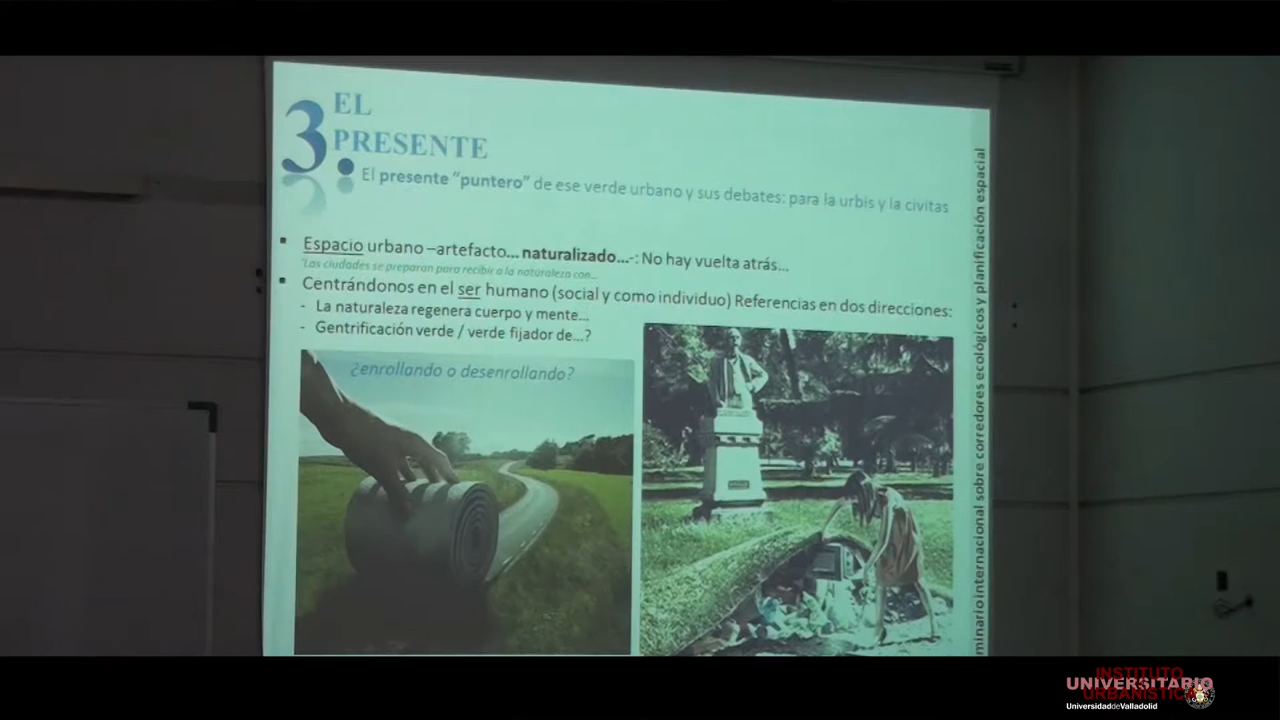 3. EL
PRESENTE
El presente "puntero" de ese verde urbano y sus debates: para la urbis y la civitas
Espacio urbano –artefacto... naturalizado...-: No hay vuelta atrás...
"Las ciudades se preparan para recibir a la naturaleza con...
Centrándonos en el ser humano (social y como individuo) Referencias en dos direcciones:
- La naturaleza regenera cuerpo y mente...
- Gentrificación verde / verde fijador de...?
¿enrollando o desenrollando?
minario internacional sobre corredores ecológicos y planificación espacial
INSTITUTO
UNIVERSITARIO
URBANÍSTICA
UniversidaddeValladolid